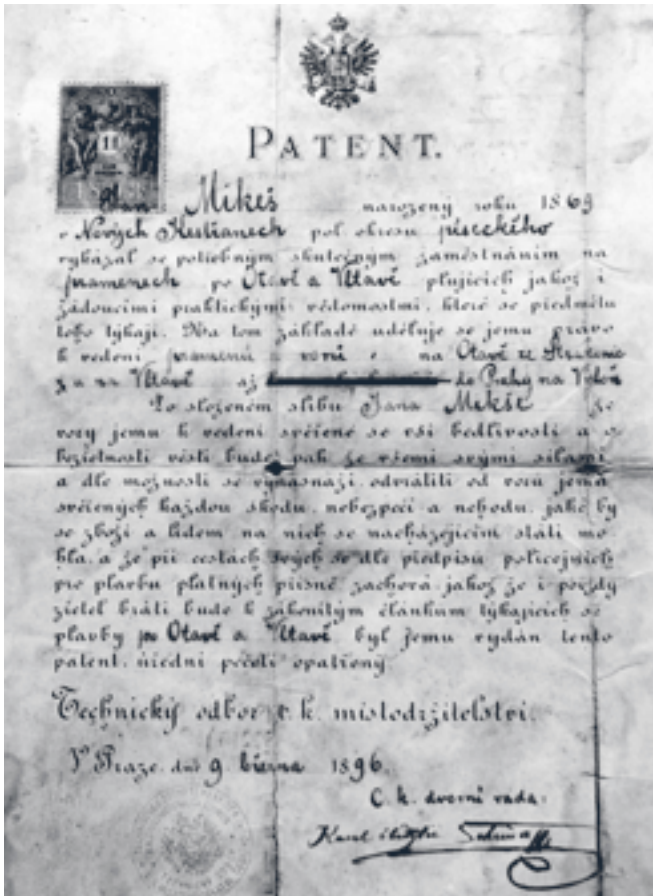 PATENT.
Jan Mikeš narozený roku 1869
v Nových Kestřanech pol. okresu píseckého
vykázal se potřebným skutečným zaměstnáním na
pramenech po Otavě a Vltavě plujících jakož i
žádoucími praktickými vědomostmi, které se předmětu
toho týkají. Na tom základě uděluje se jemu právo
k vedení pramenů a vorů na Otavě ze
a na Vltavě až do Prahy na
Po složeném slibu Jana Mikše že
vory jemu k vedení svěřené se vší bedlivostí a o
bezřetností vésti bude, pak že všemi svými silami
a dle možnosti se vynasnaží, odvrátiti od vorů jemu
svěřených každou škodu, nebezpečí a nehodu, jaké by
se zboží a lidem na nich se nacházejícím státi mo
hla, a že při cestách svých se dle předpisů policejních
pro plavbu platných přísně zachová, jakož že i pozdy
zřetel bráti bude k zákonitým článkům týkajících se
plavby po Otavě a Vltavě byl jemu vydán tento
patent, úřední pečetí opatřený
Technický odbor c. k. místodržitelství.
V Praze, dne 9. března 1896.
C. k. dvorní rada: